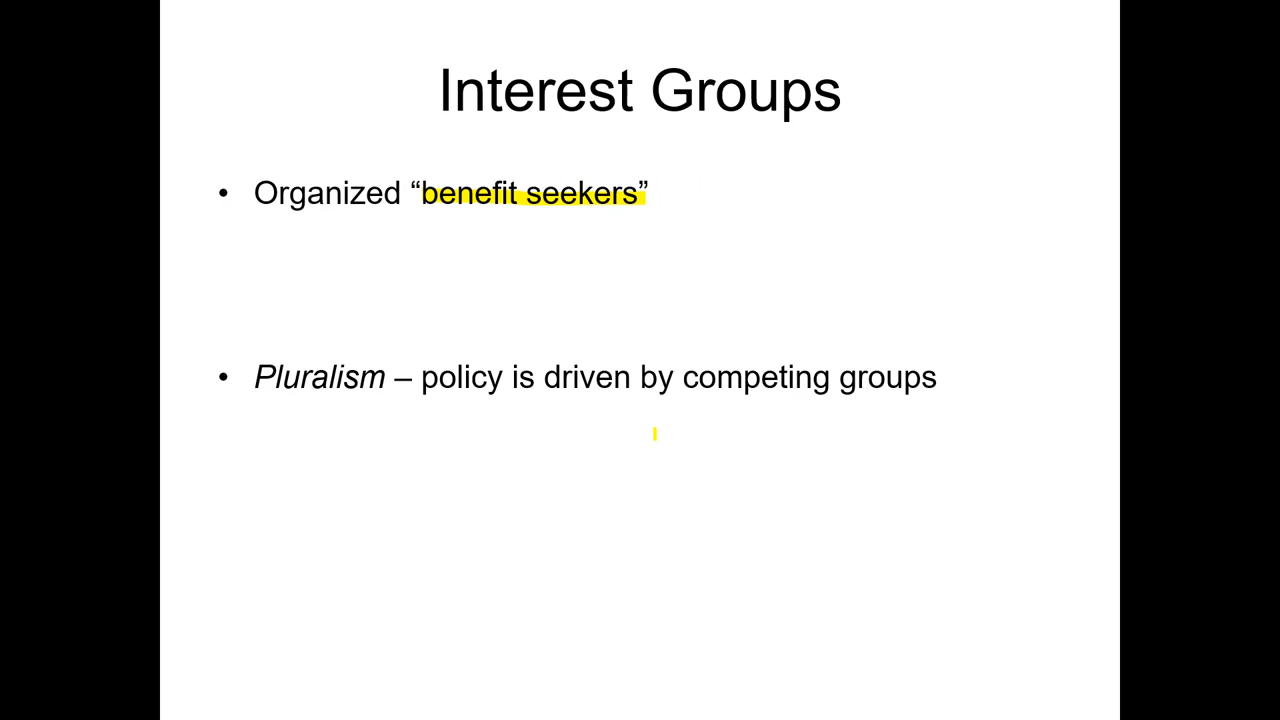 Interest Groups
• Organized “benefit seekers”
• Pluralism – policy is driven by competing groups